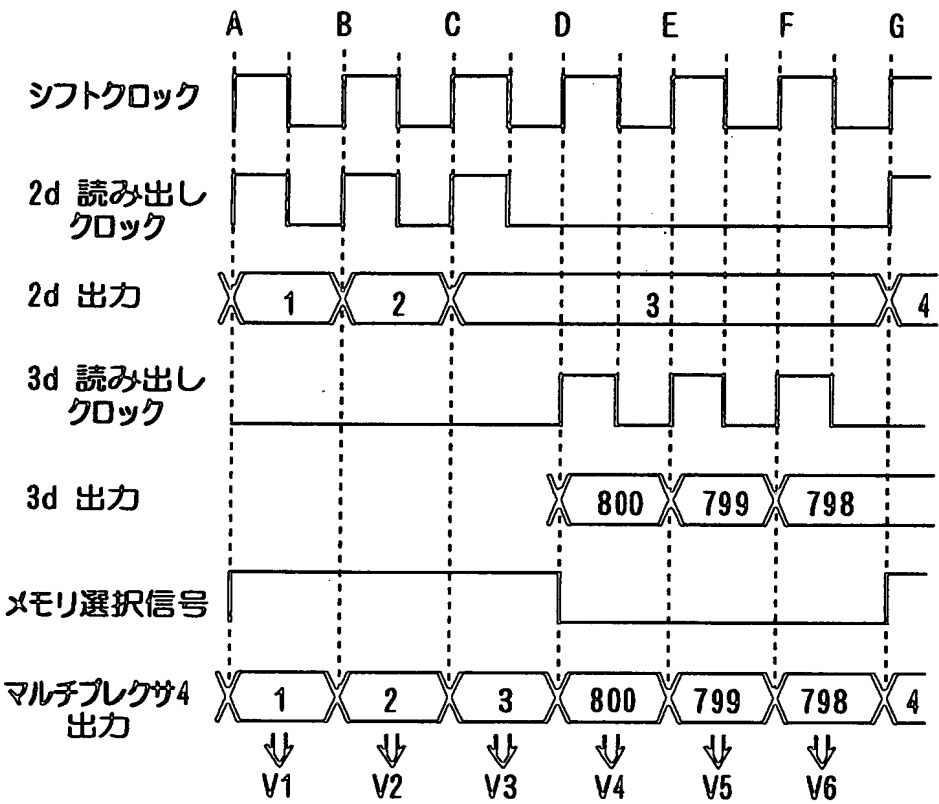 A B C D E F G
シフトクロック
2d 読み出し
クロック
2d 出力
1 2 3 4
3d 読み出し
クロック
3d 出力
800 799 798
メモリ選択信号
マルチプレクサ4
出力
1 2 3 800 799 798 4
V1 V2 V3 V4 V5 V6